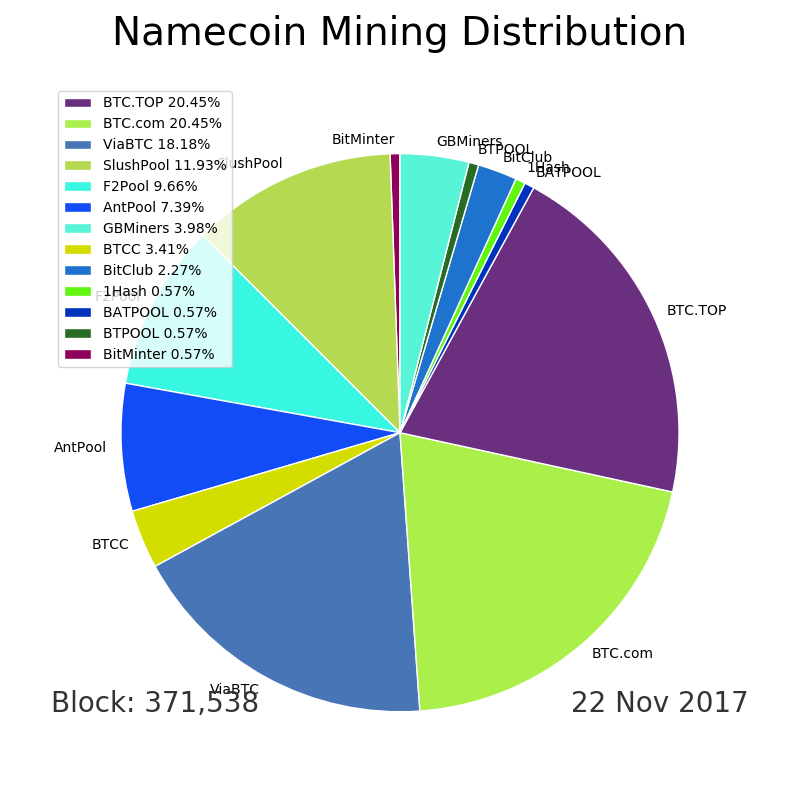 Namecoin Mining Distribution
BTC.TOP 20.45%
BTC.com 20.45%
ViaBTC 18.18%
SlushPool 11.93%
F2Pool 9.66%
AntPool 7.39%
GBMiners 3.98%
BTCC 3.41%
BitClub 2.27%
1Hash 0.57%
BATPOOL 0.57%
BTPOOL 0.57%
BitMinter 0.57%
BitMinter
GBMiners
BTPOOL
BitClub
1Hash
BATPOOL
SlushPool
F2Pool
BTC.TOP
AntPool
BTCC
BTC.com
ViaBTC
Block: 371,538
22 Nov 2017